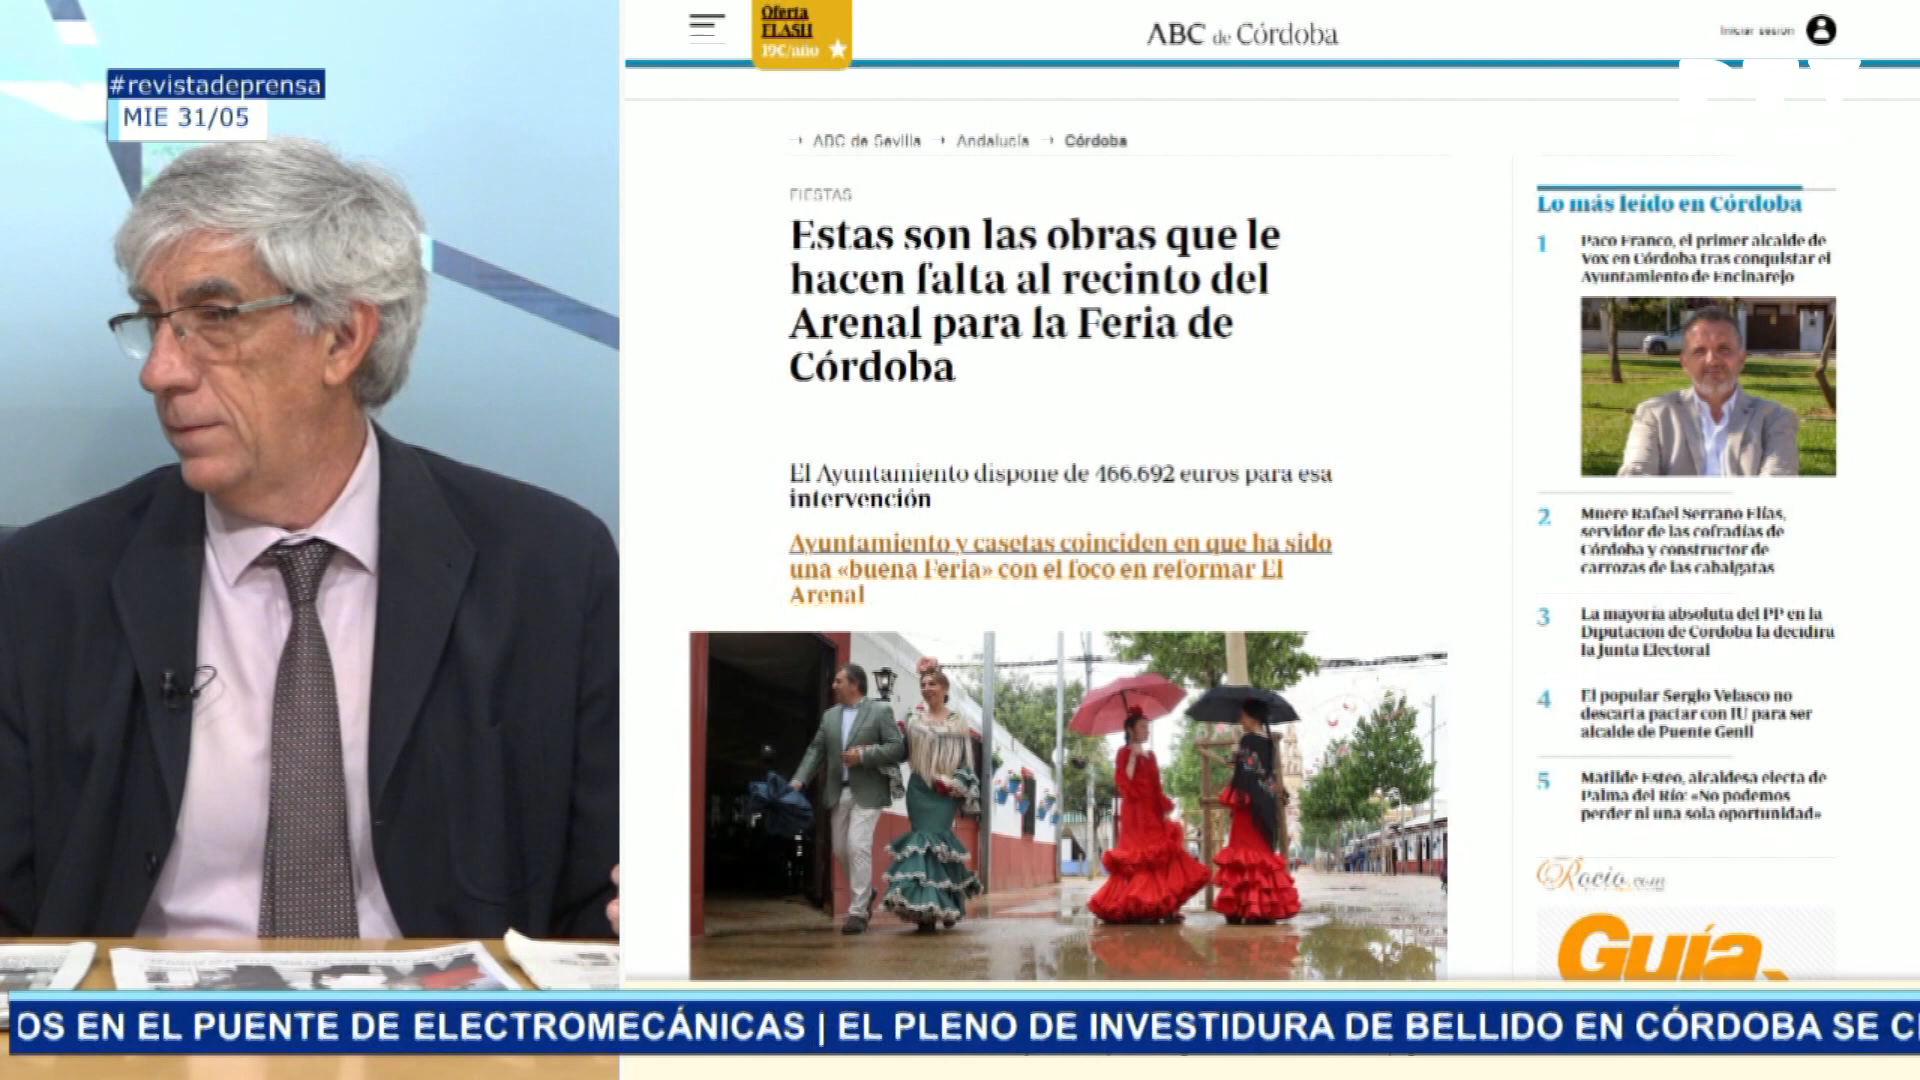 #revistadeprensa
MIE 31/05
Oferta
FLASH
19€/año
ABC de Córdoba
Iniciar sesión
→ ABC de Sevilla → Andalucía → Córdoba
FIESTAS
Estas son las obras que le
hacen falta al recinto del
Arenal para la Feria de
Córdoba
El Ayuntamiento dispone de 466.692 euros para esa
intervención
Ayuntamiento y casetas coinciden en que ha sido
una «buena Feria» con el foco en reformar El
Arenal
Lo más leído en Córdoba
1 Paco Franco, el primer alcalde de
Vox en Córdoba tras conquistar el
Ayuntamiento de Encinarejo
2 Muere Rafael Serrano Elías,
servidor de las cofradías de
Córdoba y constructor de
carrozas de las cabalgatas
3 La mayoría absoluta del PP en la
Diputación de Córdoba la decidirá
la Junta Electoral
4 El popular Sergio Velasco no
descarta pactar con IU para ser
alcalde de Puente Genil
5 Matilde Esteo, alcaldesa electa de
Palma del Río: «No podemos
perder ni una sola oportunidad»
Rocio.com
Guía
OS EN EL PUENTE DE ELECTROMECÁNICAS | EL PLENO DE INVESTIDURA DE BELLIDO EN CÓRDOBA SE C